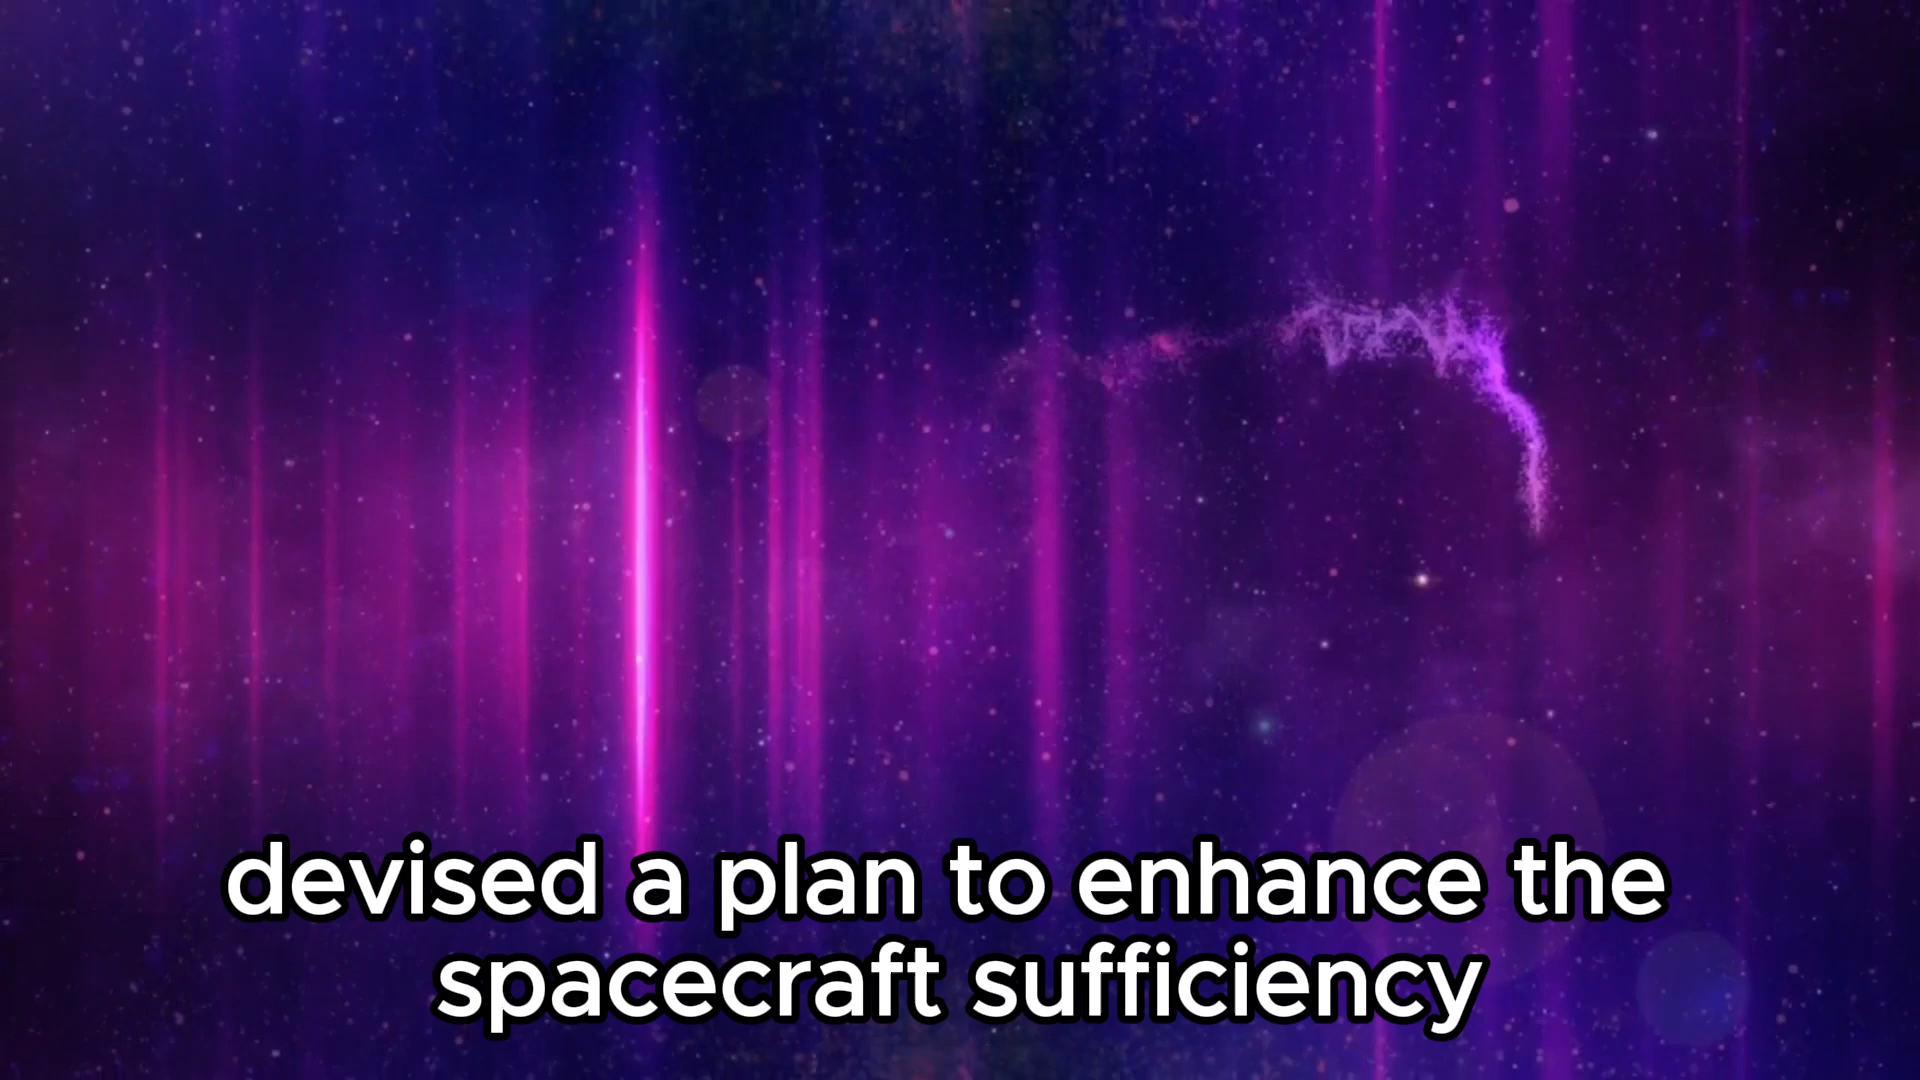 devised a plan to enhance the
spacecraft sufficiency